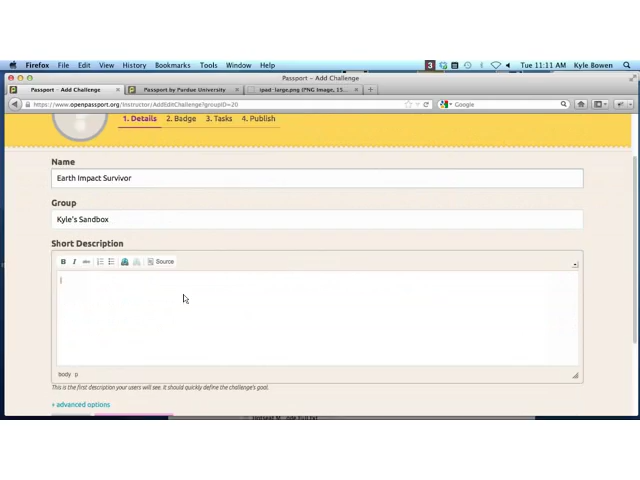 Firefox File Edit View History Bookmarks Tools Window Help 3 Tue 11:11 AM Kyle Bowen
Passport - Add Challenge
Passport - Add Challenge × Passport by Purdue University × ipad-large.png (PNG Image, 15... × +
https://www.openpassport.org/Instructor/AddEditChallenge?groupID=20 Google
1. Details 2. Badge 3. Tasks 4. Publish
Name
Earth Impact Survivor
Group
Kyle's Sandbox
Short Description
B I abc Source
body p
This is the first description your users will see. It should quickly define the challenge's goal.
+ advanced options